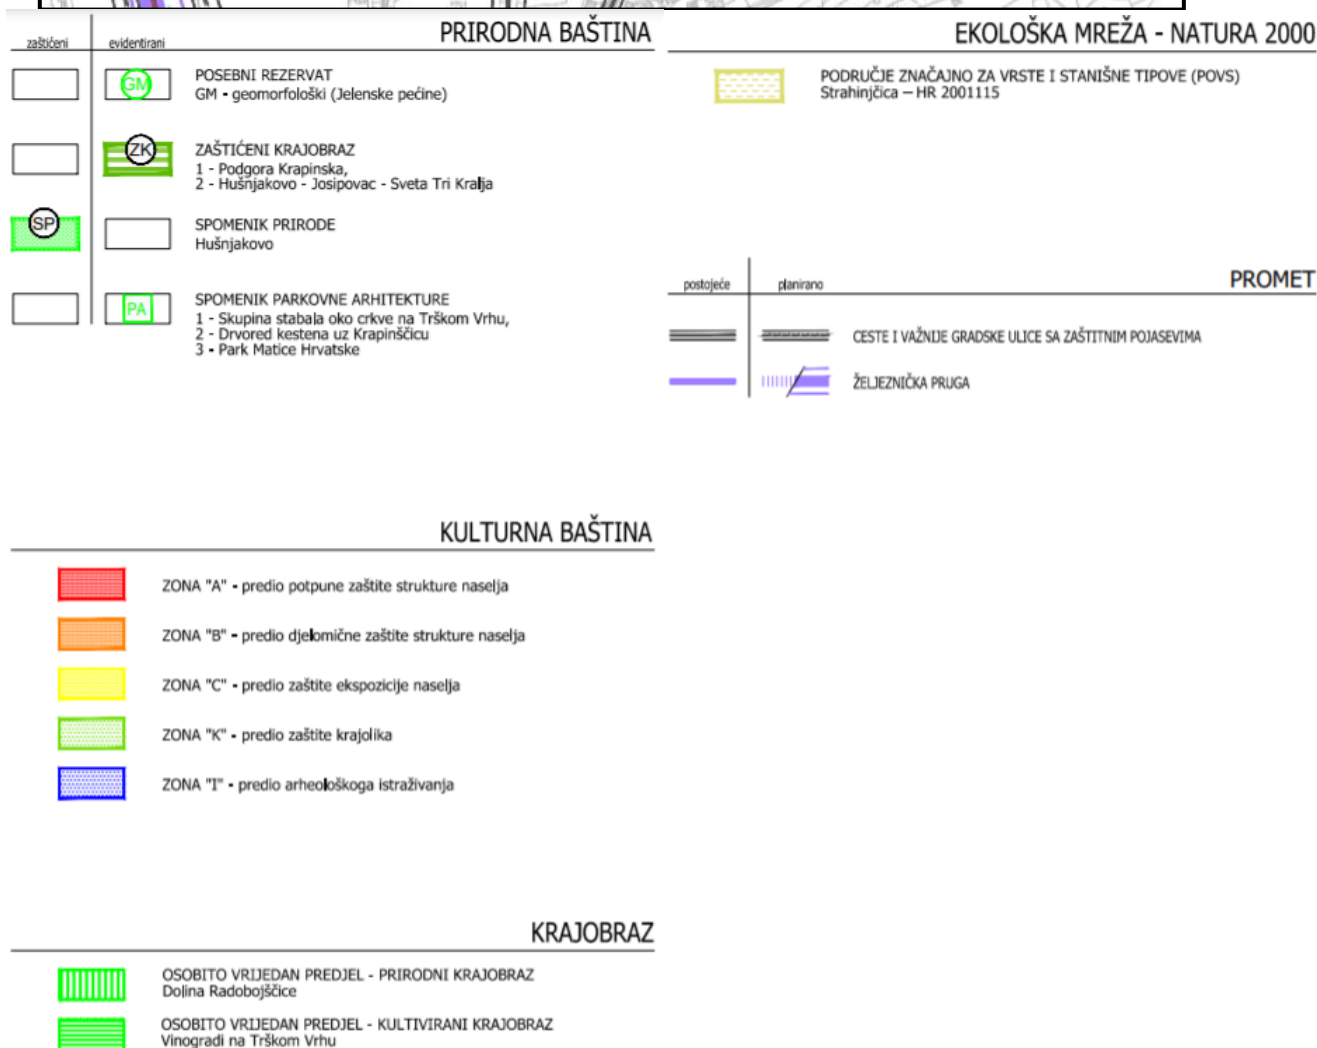 PRIRODNA BAŠTINA
zaštićeni
evidentirani
GM
POSEBNI REZERVAT
GM - geomorfološki (Jelenske pećine)
ZK
ZAŠTIĆENI KRAJOBRAZ
1 - Podgora Krapinska,
2 - Hušnjakovo - Josipovac - Sveta Tri Kralja
SP
SPOMENIK PRIRODE
Hušnjakovo
PA
SPOMENIK PARKOVNE ARHITEKTURE
1 - Skupina stabala oko crkve na Trškom Vrhu,
2 - Drvored kestena uz Krapinščicu
3 - Park Matice Hrvatske
EKOLOŠKA MREŽA - NATURA 2000
PODRUČJE ZNAČAJNO ZA VRSTE I STANIŠNE TIPOVE (POVS)
Strahinjčica – HR 2001115
PROMET
postojeće
planirano
CESTE I VAŽNIJE GRADSKE ULICE SA ZAŠTITNIM POJASEVIMA
ŽELJEZNIČKA PRUGA
KULTURNA BAŠTINA
ZONA "A" - predio potpune zaštite strukture naselja
ZONA "B" - predio djelomične zaštite strukture naselja
ZONA "C" - predio zaštite ekspozicije naselja
ZONA "K" - predio zaštite krajolika
ZONA "I" - predio arheološkoga istraživanja
KRAJOBRAZ
OSOBITO VRIJEDAN PREDJEL - PRIRODNI KRAJOBRAZ
Dolina Radobojščice
OSOBITO VRIJEDAN PREDJEL - KULTIVIRANI KRAJOBRAZ
Vinogradi na Trškom Vrhu